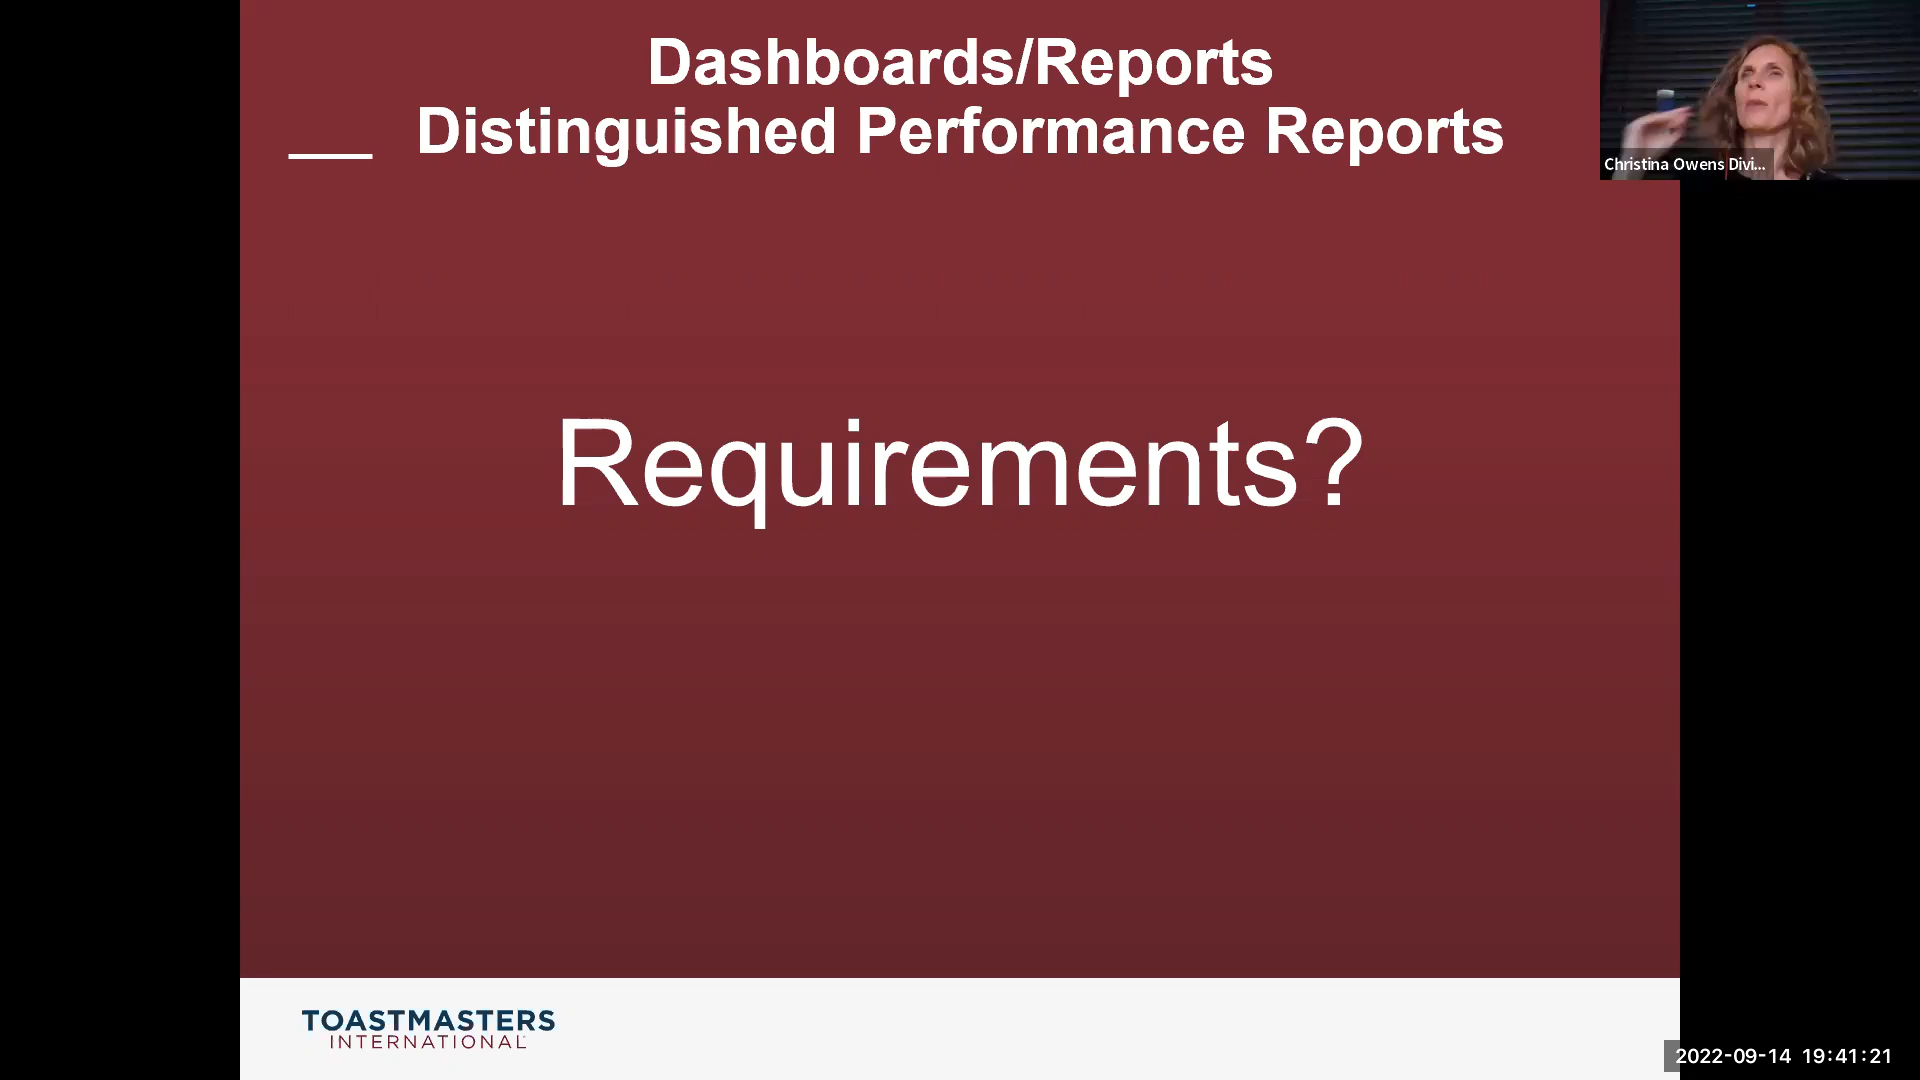 Dashboards/Reports
Distinguished Performance Reports
Christina Owens Divi...
Requirements?
TOASTMASTERS
INTERNATIONAL
2022-09-14 19:41:21